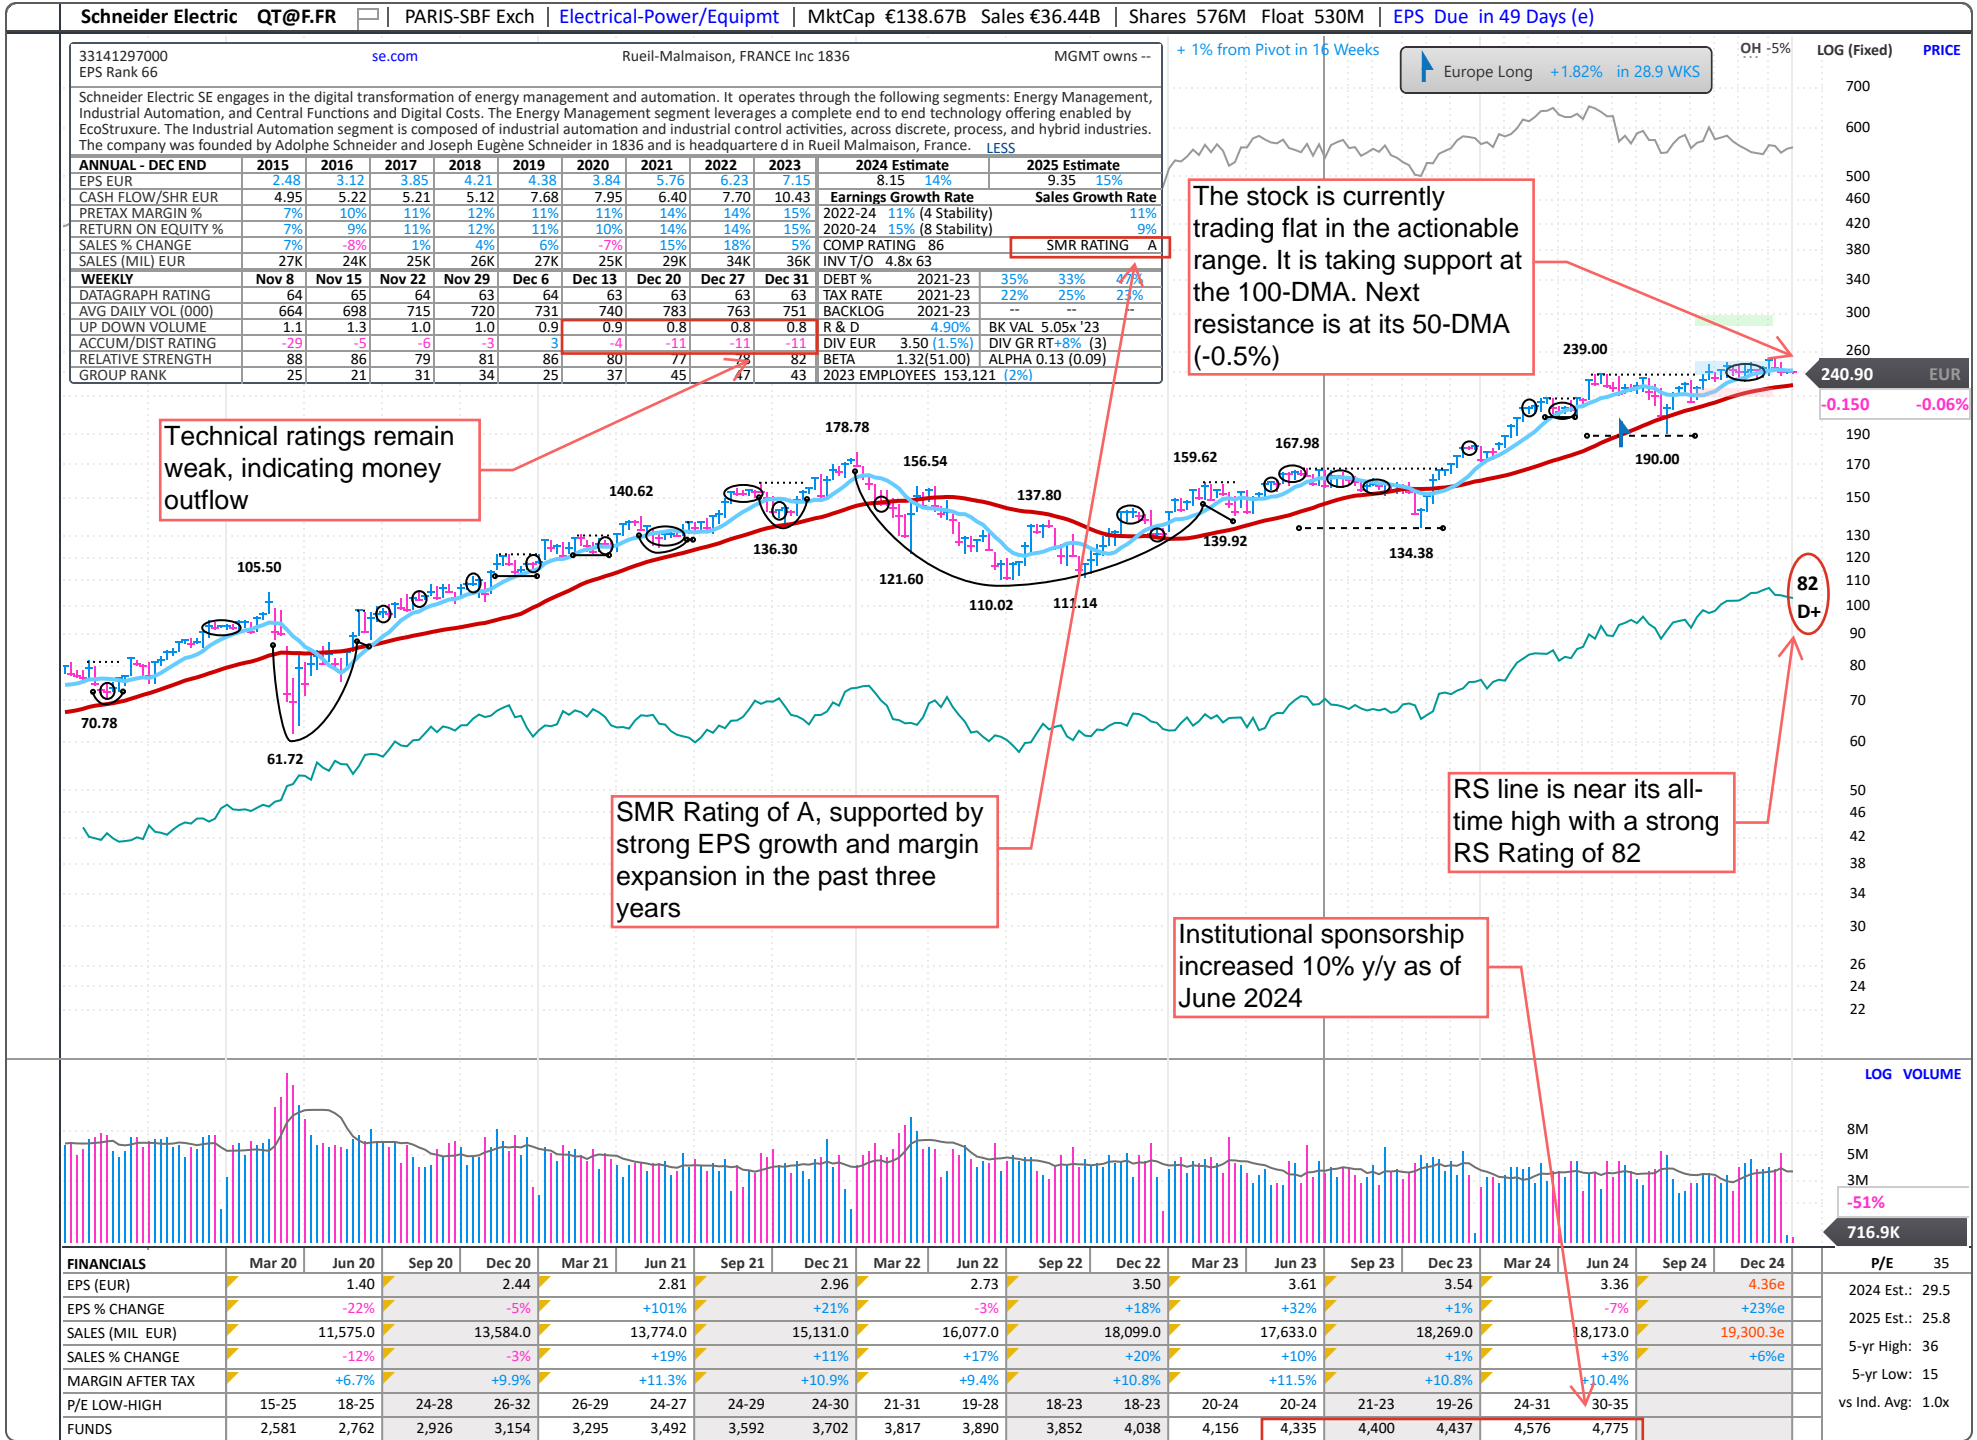 Schneider Electric QT@F.FR | PARIS-SBF Exch | Electrical-Power/Equipmt | MktCap €138.67B Sales €36.44B | Shares 576M Float 530M | EPS Due in 49 Days (e)
33141297000 se.com Rueil-Malmaison, FRANCE Inc 1836 MGMT owns --
EPS Rank 66
Schneider Electric SE engages in the digital transformation of energy management and automation. It operates through the following segments: Energy Management,
Industrial Automation, and Central Functions and Digital Costs. The Energy Management segment leverages a complete end to end technology offering enabled by
EcoStruxure. The Industrial Automation segment is composed of industrial automation and industrial control activities, across discrete, process, and hybrid industries.
The company was founded by Adolphe Schneider and Joseph Eugène Schneider in 1836 and is headquartere d in Rueil Malmaison, France. LESS
ANNUAL - DEC END 2015 2016 2017 2018 2019 2020 2021 2022 2023 2024 Estimate 2025 Estimate
EPS EUR 2.48 3.12 3.85 4.21 4.38 3.84 5.76 6.23 7.15 8.15 14% 9.35 15%
CASH FLOW/SHR EUR 4.95 5.22 5.21 5.12 7.68 7.95 6.40 7.70 10.43 Earnings Growth Rate Sales Growth Rate
PRETAX MARGIN % 7% 10% 11% 12% 11% 11% 14% 14% 15% 2022-24 11% (4 Stability) 11%
RETURN ON EQUITY % 7% 9% 11% 12% 11% 10% 14% 14% 15% 2020-24 15% (8 Stability) 9%
SALES % CHANGE 7% -8% 1% 4% 6% -7% 15% 18% 5% COMP RATING 86 SMR RATING A
SALES (MIL) EUR 27K 24K 25K 26K 27K 25K 29K 34K 36K INV T/O 4.8x 63
WEEKLY Nov 8 Nov 15 Nov 22 Nov 29 Dec 6 Dec 13 Dec 20 Dec 27 Dec 31 DEBT % 2021-23 35% 33% 47%
DATAGRAPH RATING 64 65 64 63 64 63 63 63 63 TAX RATE 2021-23 22% 25% 23%
AVG DAILY VOL (000) 664 698 715 720 731 740 783 763 751 BACKLOG 2021-23 -- -- --
UP DOWN VOLUME 1.1 1.3 1.0 1.0 0.9 0.9 0.8 0.8 0.8 R & D 4.90% BK VAL 5.05x '23
ACCUM/DIST RATING -29 -5 -6 -3 3 -4 -11 -11 -11 DIV EUR 3.50 (1.5%) DIV GR RT+8% (3)
RELATIVE STRENGTH 88 86 79 81 86 80 77 78 82 BETA 1.32(51.00) ALPHA 0.13 (0.09)
GROUP RANK 25 21 31 34 25 37 45 47 43 2023 EMPLOYEES 153,121 (2%)
+ 1% from Pivot in 16 Weeks
Europe Long +1.82% in 28.9 WKS
OH -5%
LOG (Fixed) PRICE
700
600
500
460
420
380
340
300
260
240.90 EUR
-0.150 -0.06%
190
170
150
130
120
110
100
90
80
70
60
50
46
42
38
34
30
26
24
22
The stock is currently
trading flat in the actionable
range. It is taking support at
the 100-DMA. Next
resistance is at its 50-DMA
(-0.5%)
Technical ratings remain
weak, indicating money
outflow
SMR Rating of A, supported by
strong EPS growth and margin
expansion in the past three
years
RS line is near its all-
time high with a strong
RS Rating of 82
Institutional sponsorship
increased 10% y/y as of
June 2024
70.78
105.50
61.72
140.62
136.30
178.78
156.54
121.60
110.02
137.80
111.14
159.62
139.92
167.98
134.38
239.00
190.00
82
D+
LOG VOLUME
8M
5M
3M
-51%
716.9K
FINANCIALS Mar 20 Jun 20 Sep 20 Dec 20 Mar 21 Jun 21 Sep 21 Dec 21 Mar 22 Jun 22 Sep 22 Dec 22 Mar 23 Jun 23 Sep 23 Dec 23 Mar 24 Jun 24 Sep 24 Dec 24
EPS (EUR) 1.40 2.44 2.81 2.96 2.73 3.50 3.61 3.54 3.36 4.36e
EPS % CHANGE -22% -5% +101% +21% -3% +18% +32% +1% -7% +23%e
SALES (MIL EUR) 11,575.0 13,584.0 13,774.0 15,131.0 16,077.0 18,099.0 17,633.0 18,269.0 18,173.0 19,300.3e
SALES % CHANGE -12% -3% +19% +11% +17% +20% +10% +1% +3% +6%e
MARGIN AFTER TAX +6.7% +9.9% +11.3% +10.9% +9.4% +10.8% +11.5% +10.8% +10.4%
P/E LOW-HIGH 15-25 18-25 24-28 26-32 26-29 24-27 24-29 24-30 21-31 19-28 18-23 18-23 20-24 20-24 21-23 19-26 24-31 30-35
FUNDS 2,581 2,762 2,926 3,154 3,295 3,492 3,592 3,702 3,817 3,890 3,852 4,038 4,156 4,335 4,400 4,437 4,576 4,775
P/E 35
2024 Est.: 29.5
2025 Est.: 25.8
5-yr High: 36
5-yr Low: 15
vs Ind. Avg: 1.0x